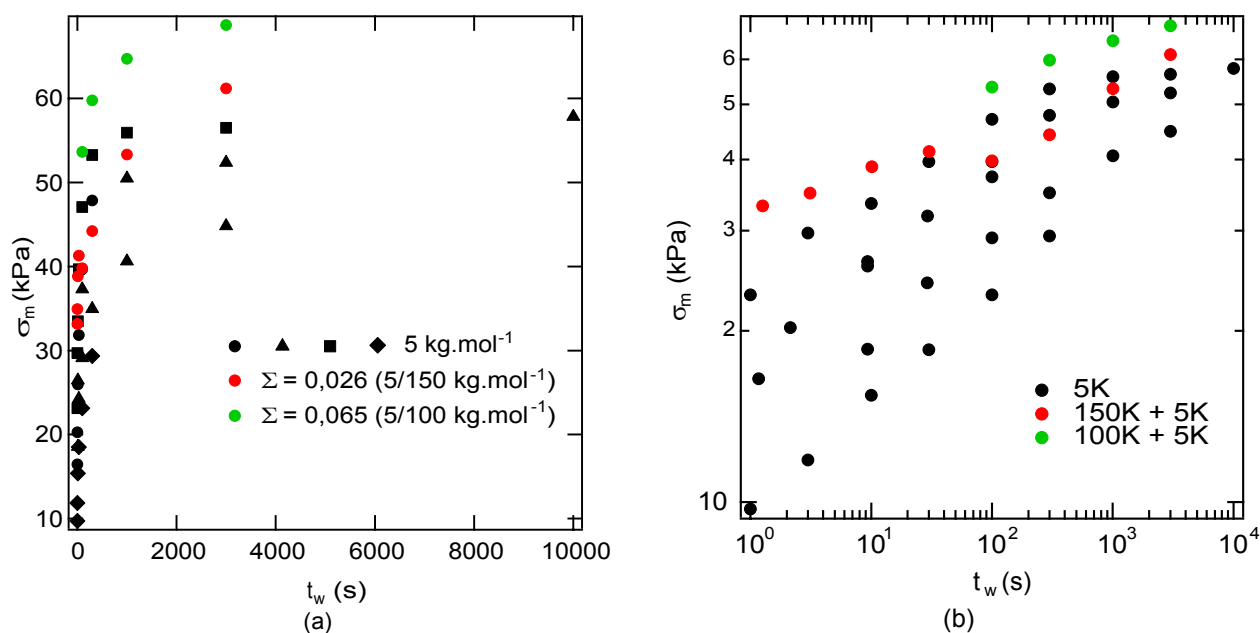 60
50
40
30
20
10
σm (kPa)
0
2000
4000
6000
8000
10000
tw (s)
(a)
5 kg.mol-1
Σ = 0,026 (5/150 kg.mol-1)
Σ = 0,065 (5/100 kg.mol-1)
6
5
4
3
2
10
σm (kPa)
10^0
10^1
10^2
10^3
10^4
tw (s)
(b)
5K
150K + 5K
100K + 5K